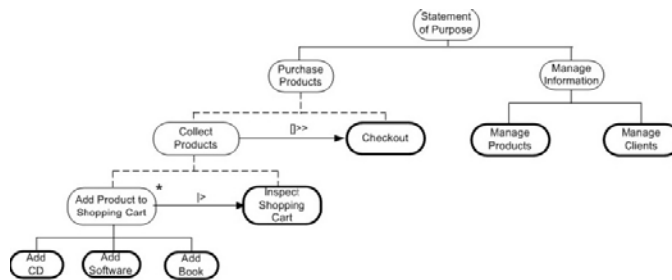 Statement
of Purpose
Purchase
Products
Manage
Information
Collect
Products
[]>>
Checkout
Manage
Products
Manage
Clients
Add Product to
Shopping Cart
*
|>
Inspect
Shopping
Cart
Add
CD
Add
Software
Add
Book